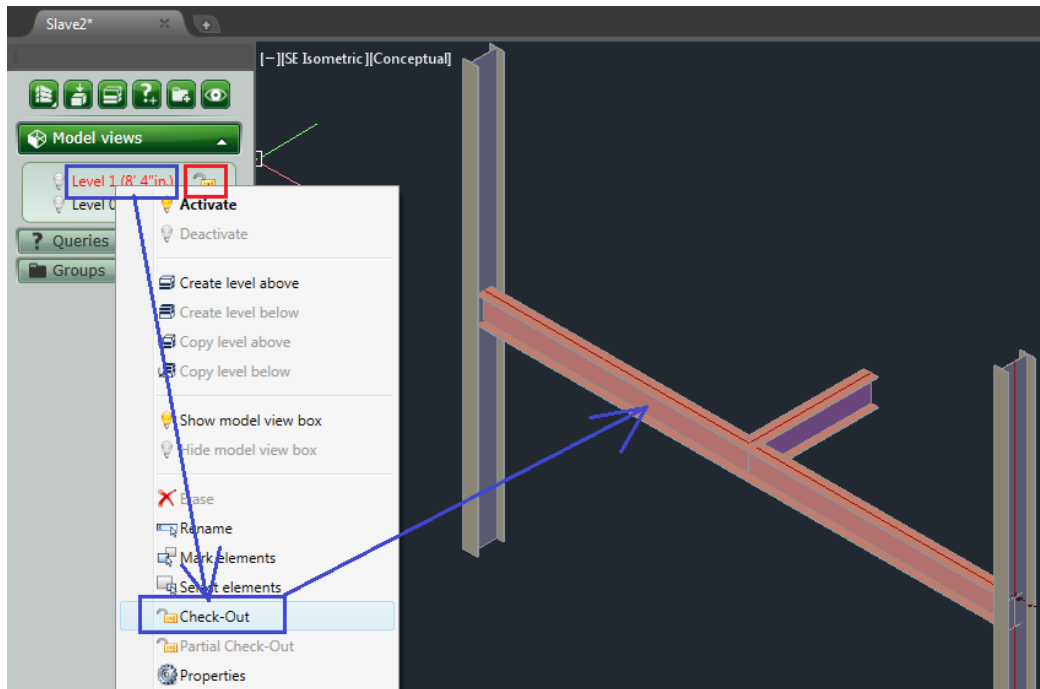 Slave2*
[−][SE Isometric][Conceptual]
Model views
Level 1 (8' 4"in.)
Level 0
Activate
Queries
Deactivate
Groups
Create level above
Create level below
Copy level above
Copy level below
Show model view box
Hide model view box
Erase
Rename
Mark elements
Select elements
Check-Out
Partial Check-Out
Properties